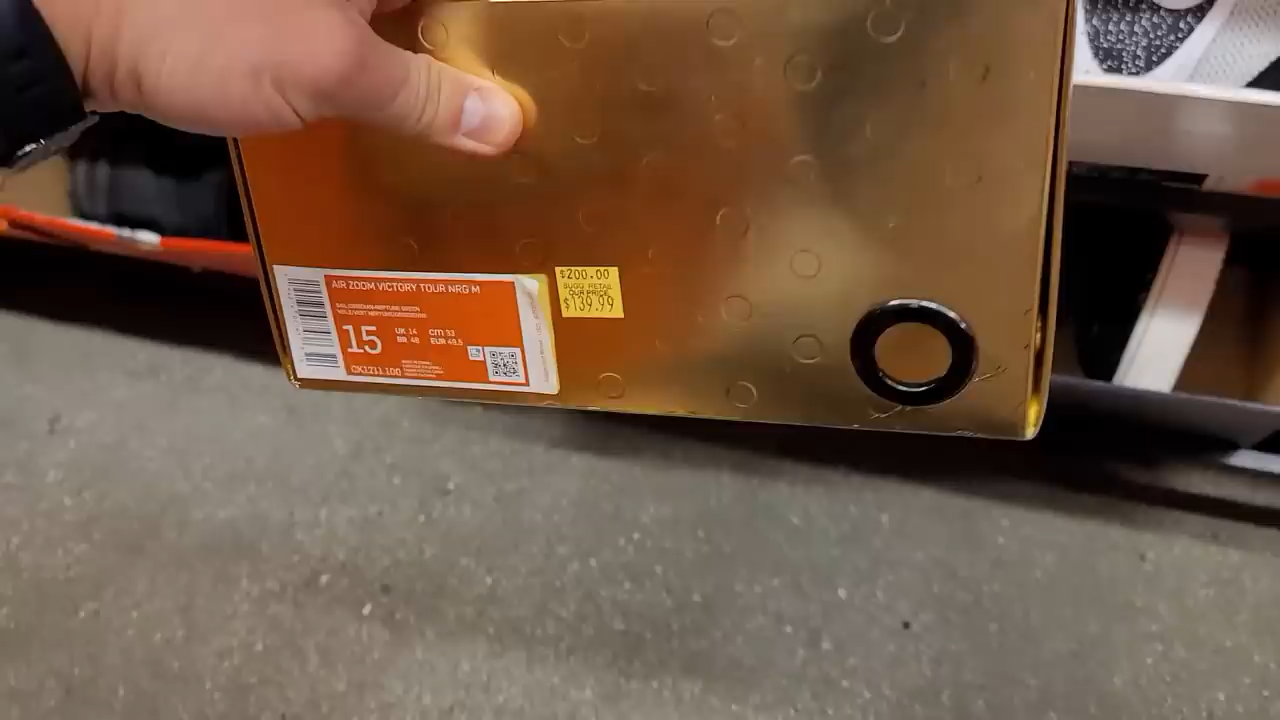 AIR ZOOM VICTORY TOUR NRG M
15
UK 14
cm 33
BR 48
EUR 49.5
CK1211.100
$200.00
SUGG RETAIL
OUR PRICE
$139.99